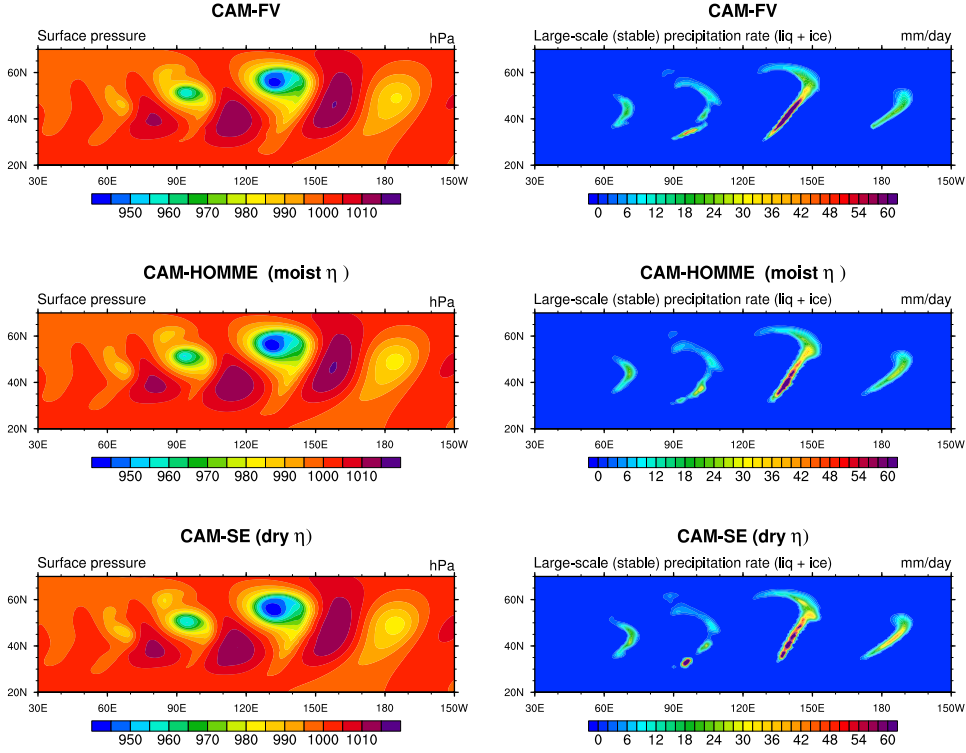 CAM-FV
Surface pressure hPa
60N
40N
20N
30E 60E 90E 120E 150E 180 150W
950 960 970 980 990 1000 1010
CAM-FV
Large-scale (stable) precipitation rate (liq + ice) mm/day
60N
40N
20N
30E 60E 90E 120E 150E 180 150W
0 6 12 18 24 30 36 42 48 54 60
CAM-HOMME (moist η )
Surface pressure hPa
60N
40N
20N
30E 60E 90E 120E 150E 180 150W
950 960 970 980 990 1000 1010
CAM-HOMME (moist η )
Large-scale (stable) precipitation rate (liq + ice) mm/day
60N
40N
20N
30E 60E 90E 120E 150E 180 150W
0 6 12 18 24 30 36 42 48 54 60
CAM-SE (dry η)
Surface pressure hPa
60N
40N
20N
30E 60E 90E 120E 150E 180 150W
950 960 970 980 990 1000 1010
CAM-SE (dry η)
Large-scale (stable) precipitation rate (liq + ice) mm/day
60N
40N
20N
30E 60E 90E 120E 150E 180 150W
0 6 12 18 24 30 36 42 48 54 60